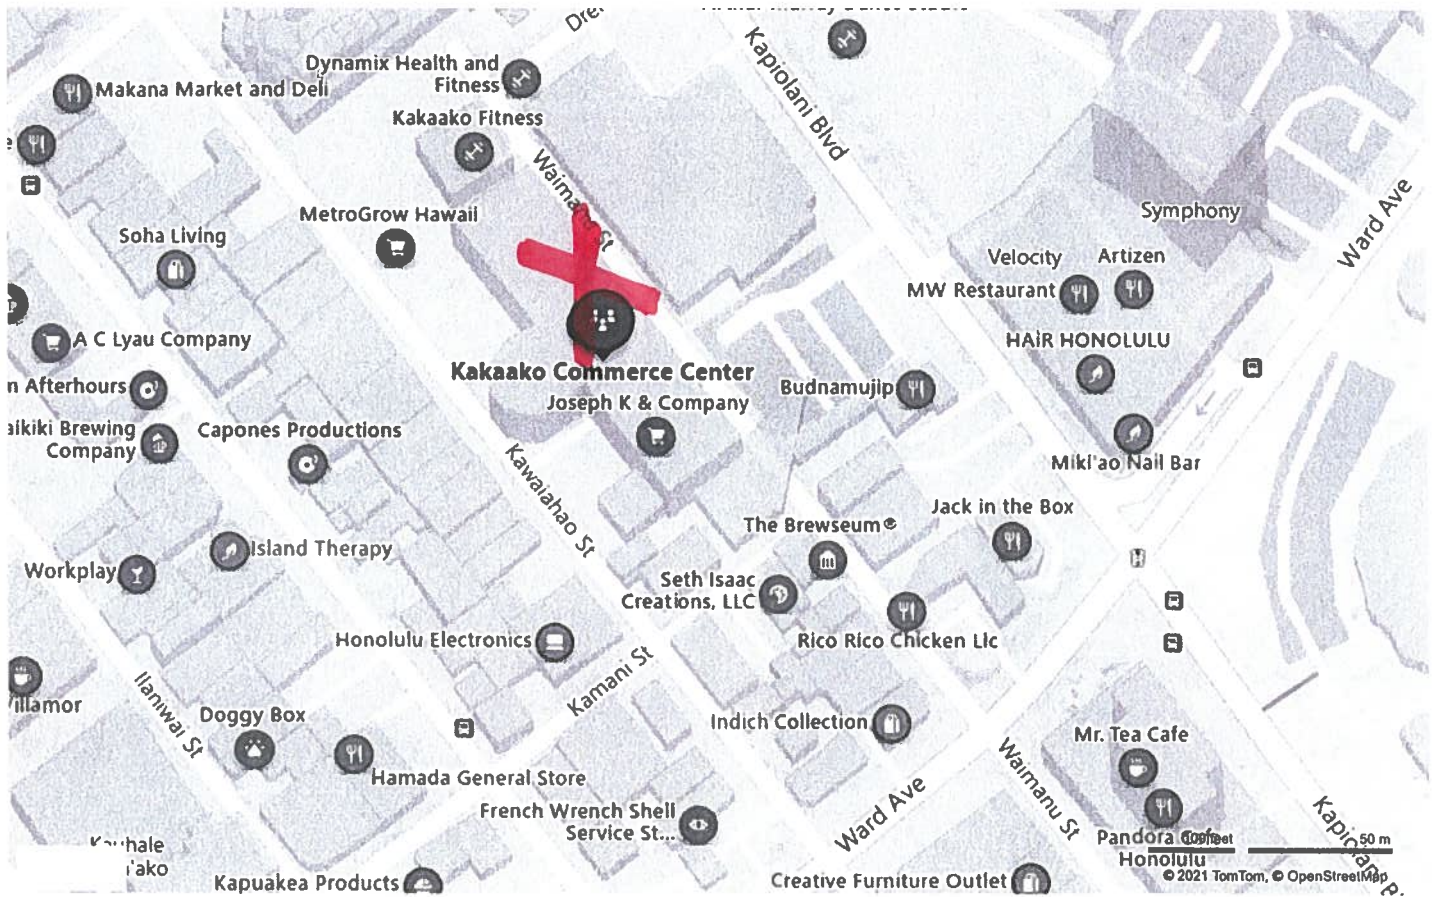 Makana Market and Deli
Dynamix Health and
Fitness
Kakaako Fitness
Kapiolani Blvd
Ward Ave
Symphony
MetroGrow Hawaii
Soha Living
Velocity
Artizen
MW Restaurant
HAiR HONOLULU
A C Lyau Company
Kakaako Commerce Center
Afterhours
Budnamujip
Joseph K & Company
Brewing
Company
Capones Productions
Miki'ao Nail Bar
Kawaiahao St
Jack in the Box
The Brewseum
Island Therapy
Workplay
Seth Isaac
Creations, LLC
Honolulu Electronics
Rico Rico Chicken Llc
Kamani St
Ilaniwai St
Doggy Box
Indich Collection
Mr. Tea Cafe
Hamada General Store
Waimanu St
French Wrench Shell
Service St...
Ward Ave
Pandora
Honolulu
50 m
© 2021 TomTom, © OpenStreetMap
Kapuakea Products
Creative Furniture Outlet